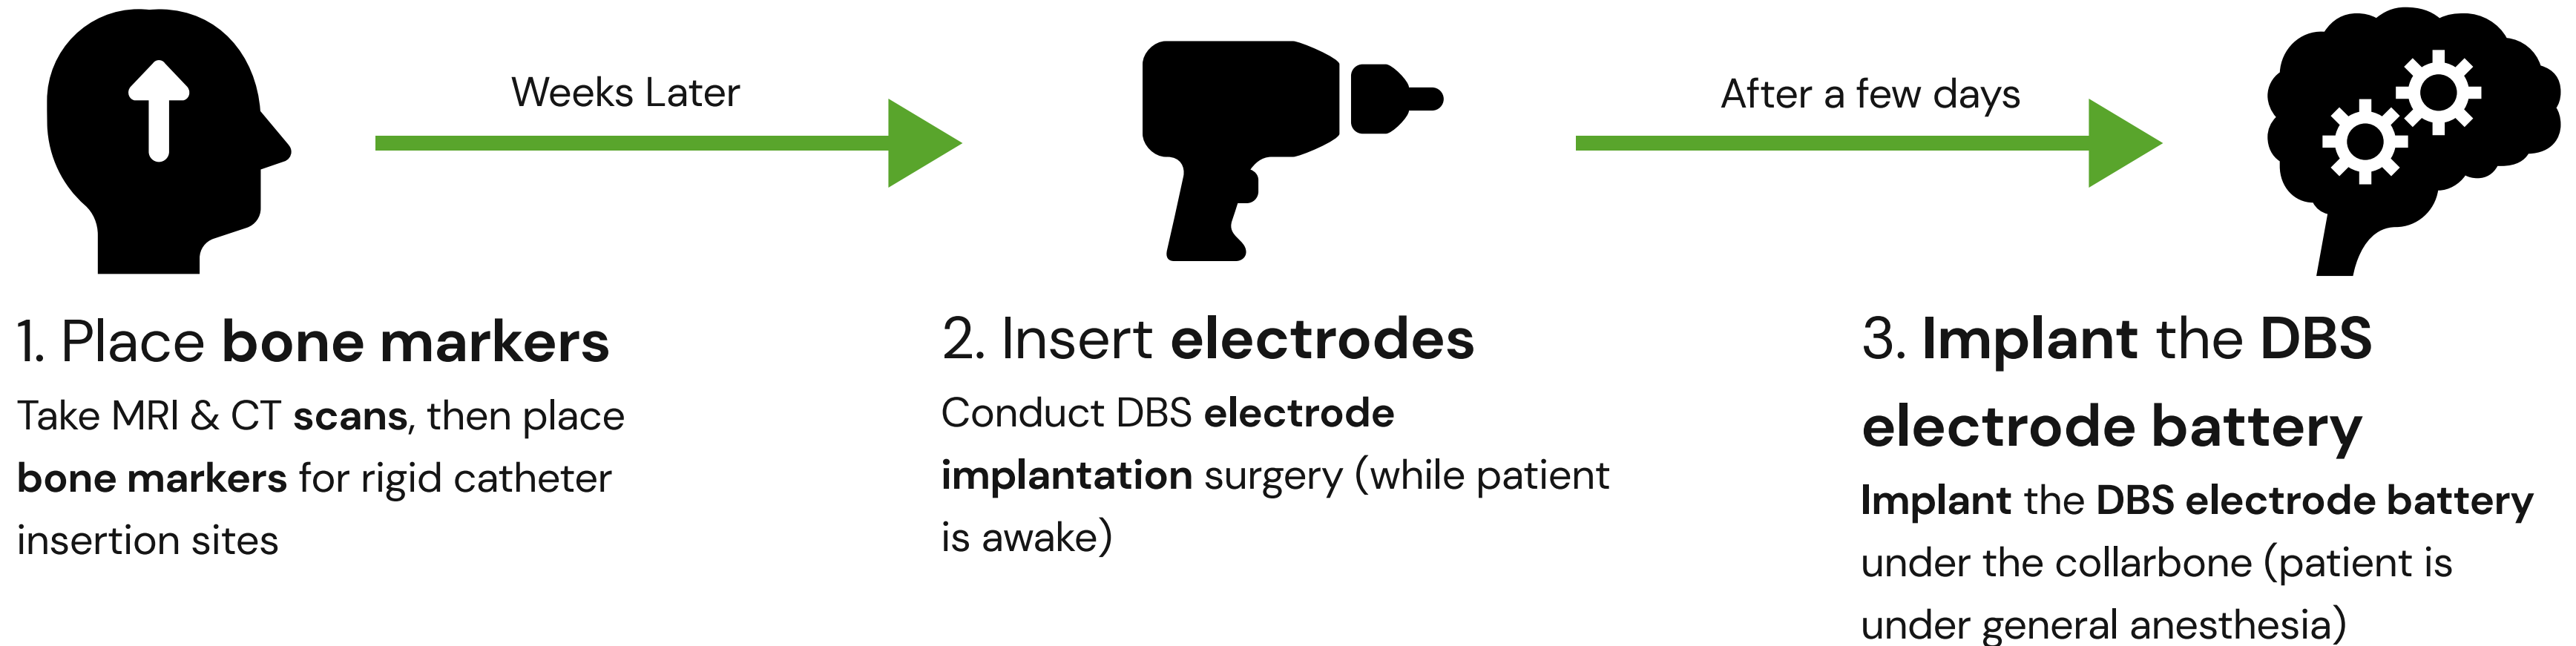 Weeks Later
After a few days
1. Place bone markers
Take MRI & CT scans, then place
bone markers for rigid catheter
insertion sites
2. Insert electrodes
Conduct DBS electrode
implantation surgery (while patient
is awake)
3. Implant the DBS
electrode battery
Implant the DBS electrode battery
under the collarbone (patient is
under general anesthesia)